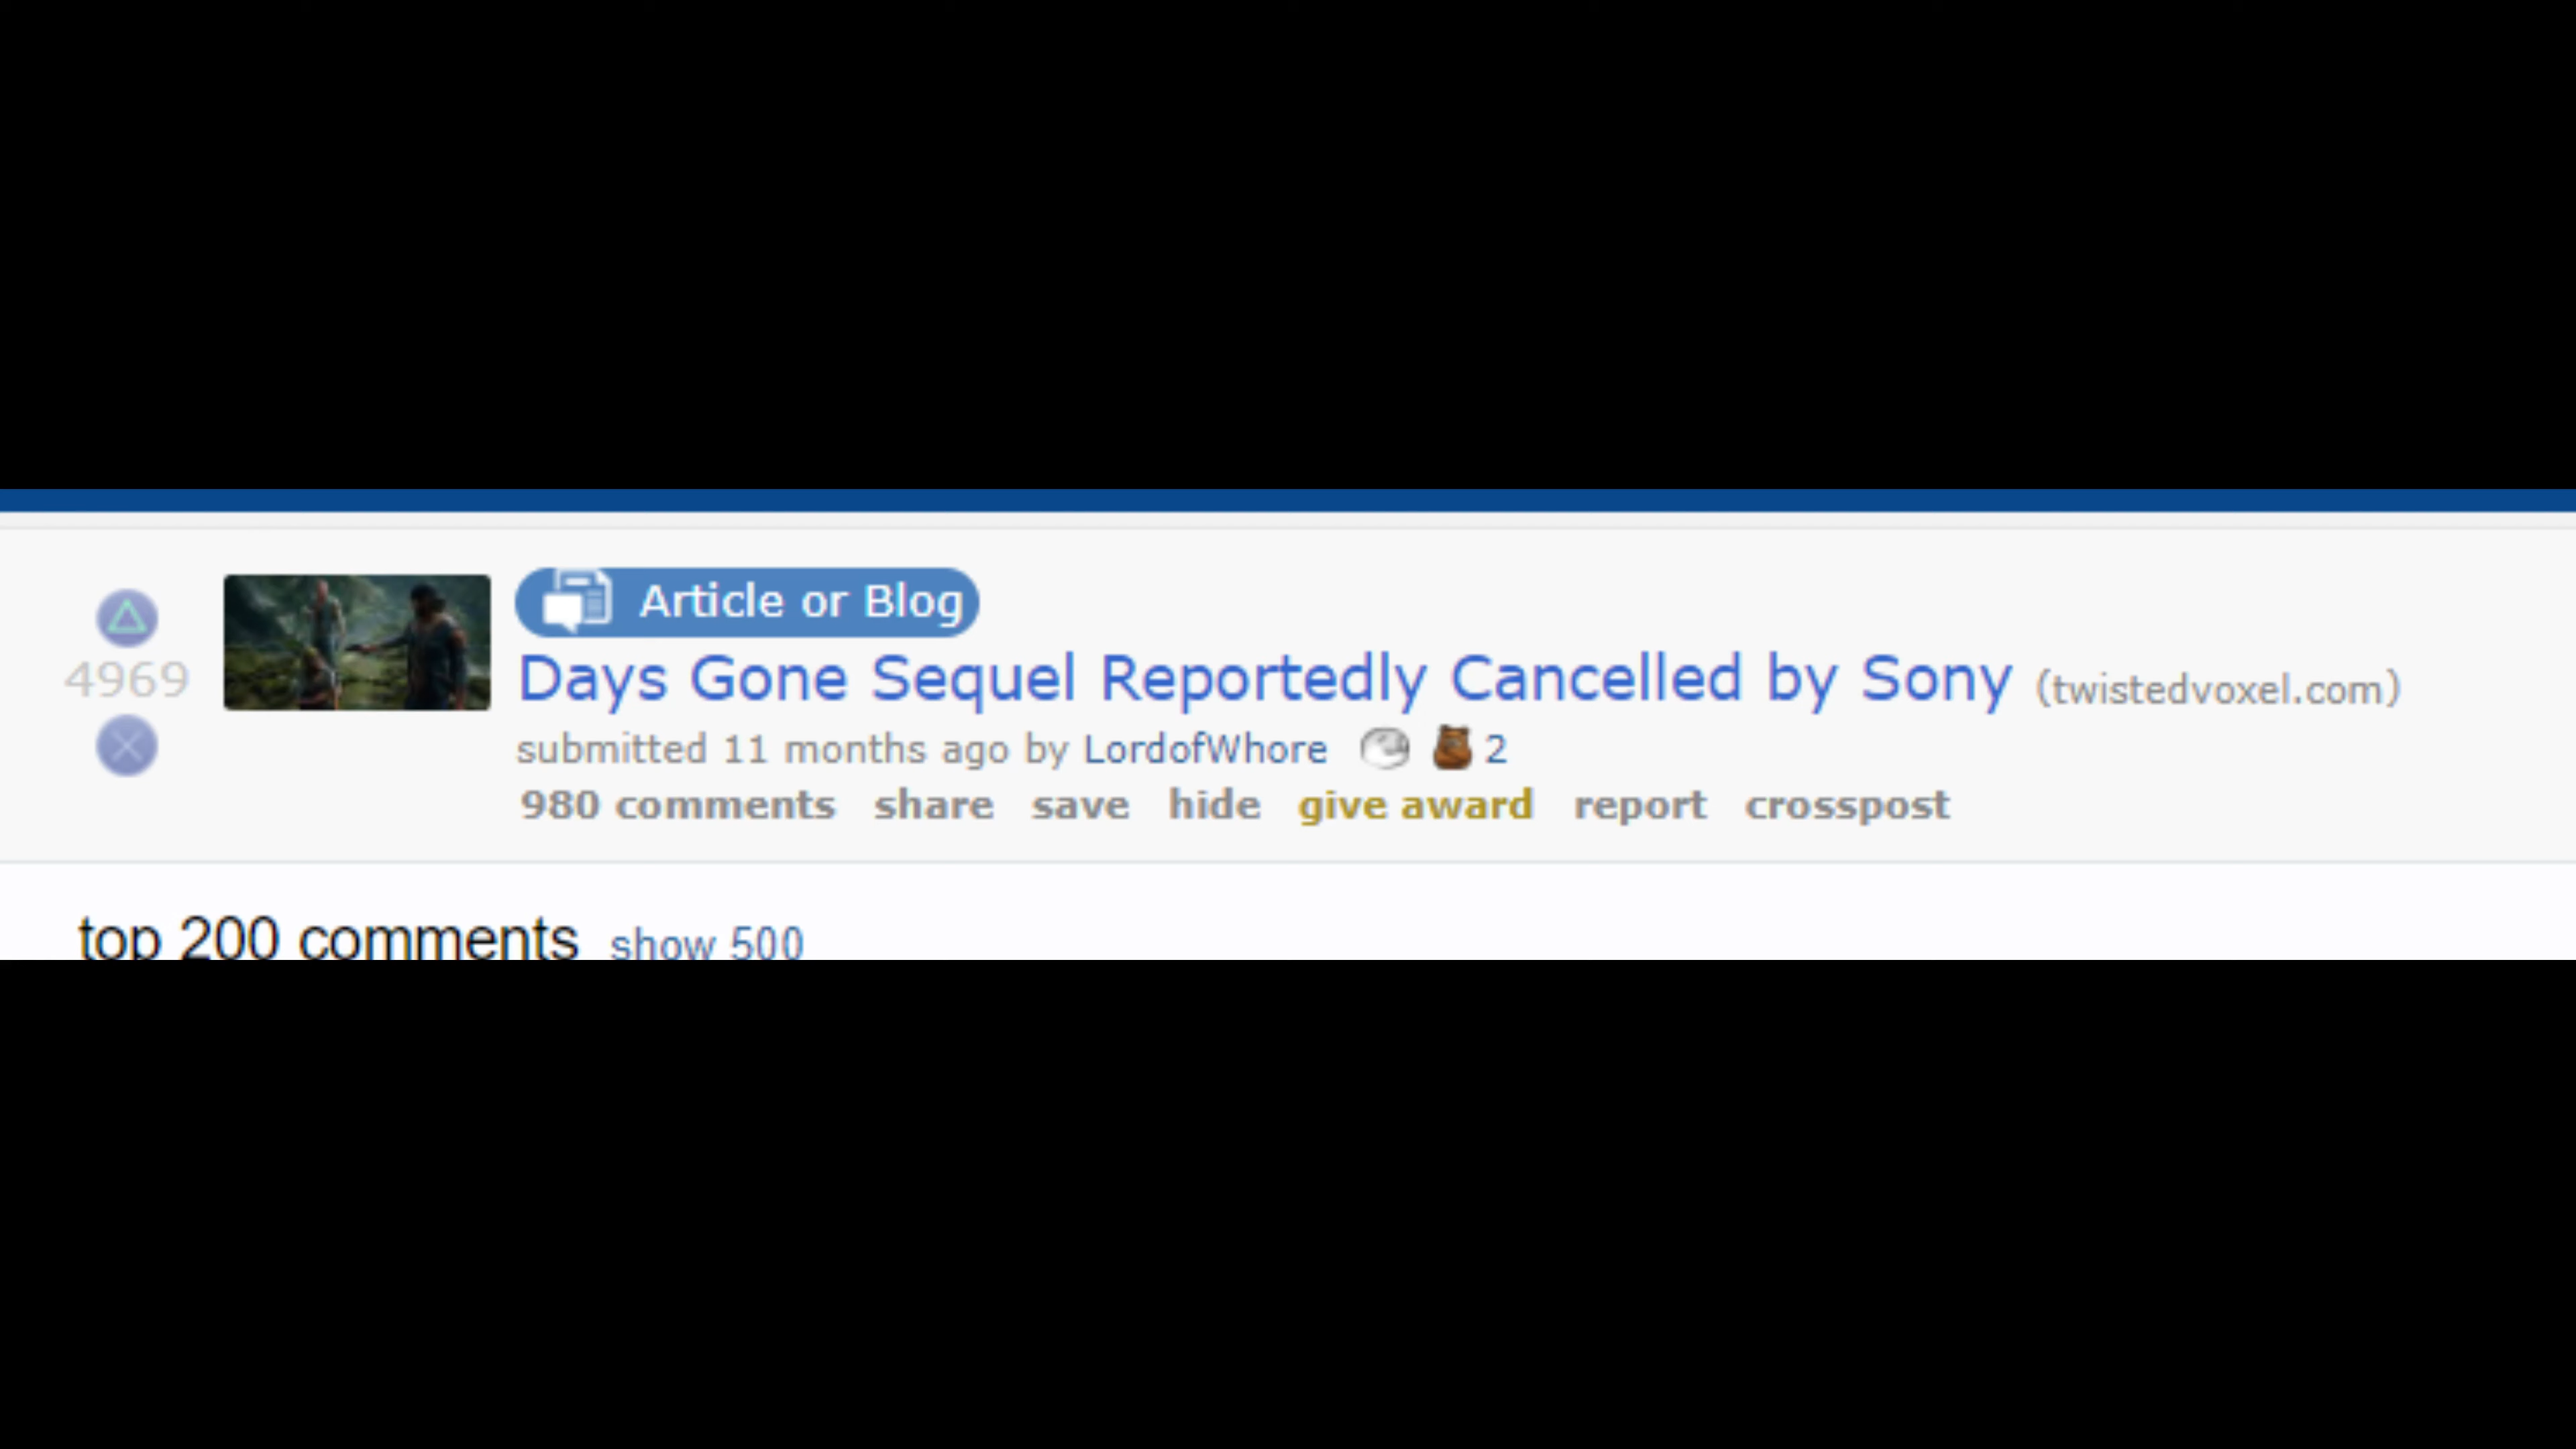 Article or Blog
4969
Days Gone Sequel Reportedly Cancelled by Sony (twistedvoxel.com)
submitted 11 months ago by LordofWhore 2
980 comments share save hide give award report crosspost
top 200 comments show 500